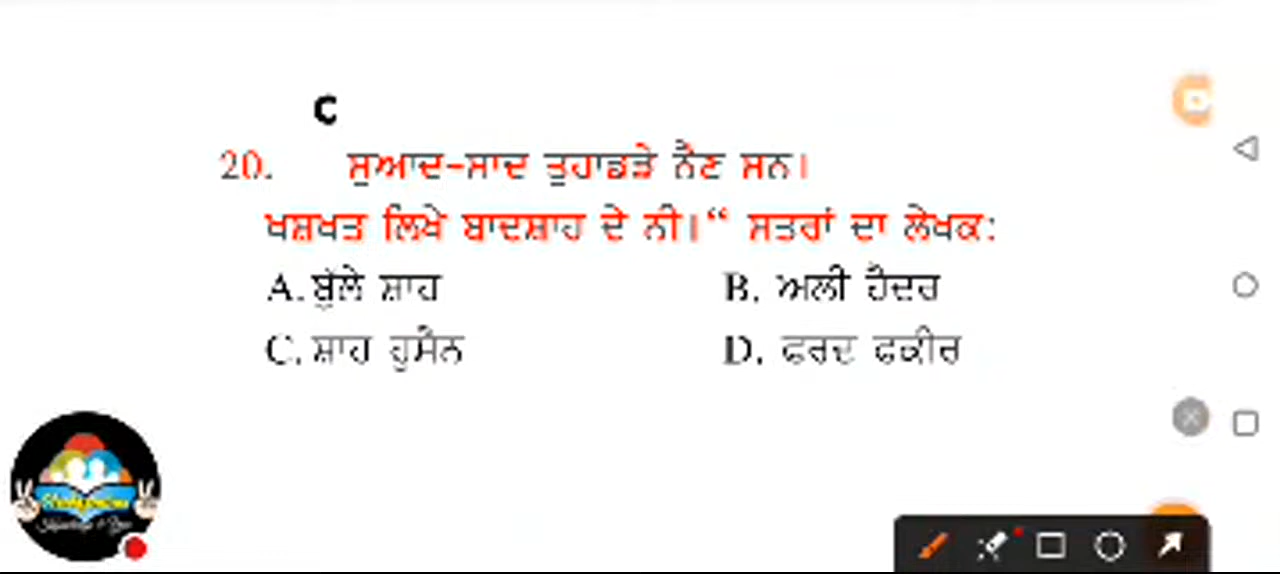 C
20. ਸੁਆਦ-ਸਾਦ ਤੁਹਾਡੜੇ ਨੈਣ ਸਨ।
ਖਸ਼ਖਤ ਲਿਖੇ ਬਾਦਸ਼ਾਹ ਦੇ ਨੀ।“ ਸਤਰਾਂ ਦਾ ਲੇਖਕ:
A. ਬੁੱਲੇ ਸ਼ਾਹ B. ਅਲੀ ਹੈਦਰ
C. ਸ਼ਾਹ ਹੁਸੈਨ D. ਫਰਦ ਫਕੀਰ